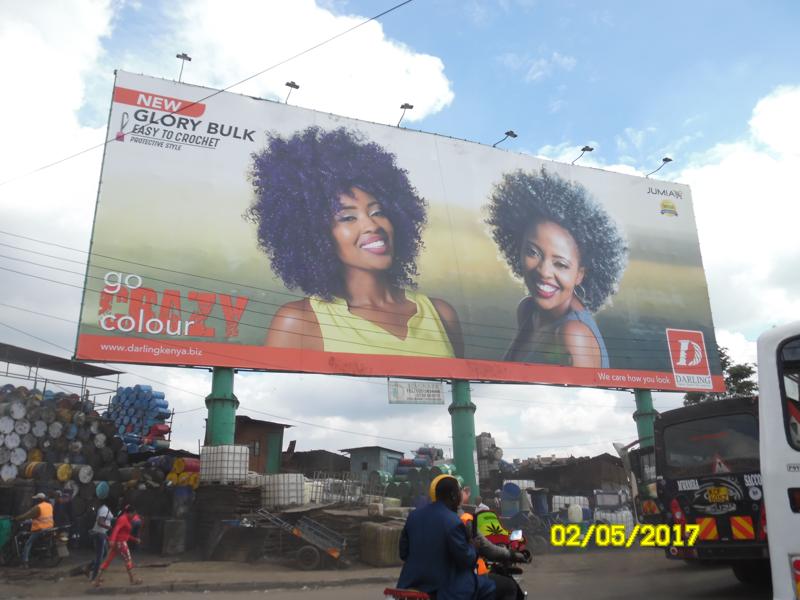 NEW
GLORY BULK
EASY TO CROCHET
PROTECTIVE STYLE
JUMIA
go
CRAZY
colour
www.darlingkenya.biz
We care how you look
D
DARLING
SACCO
02/05/2017